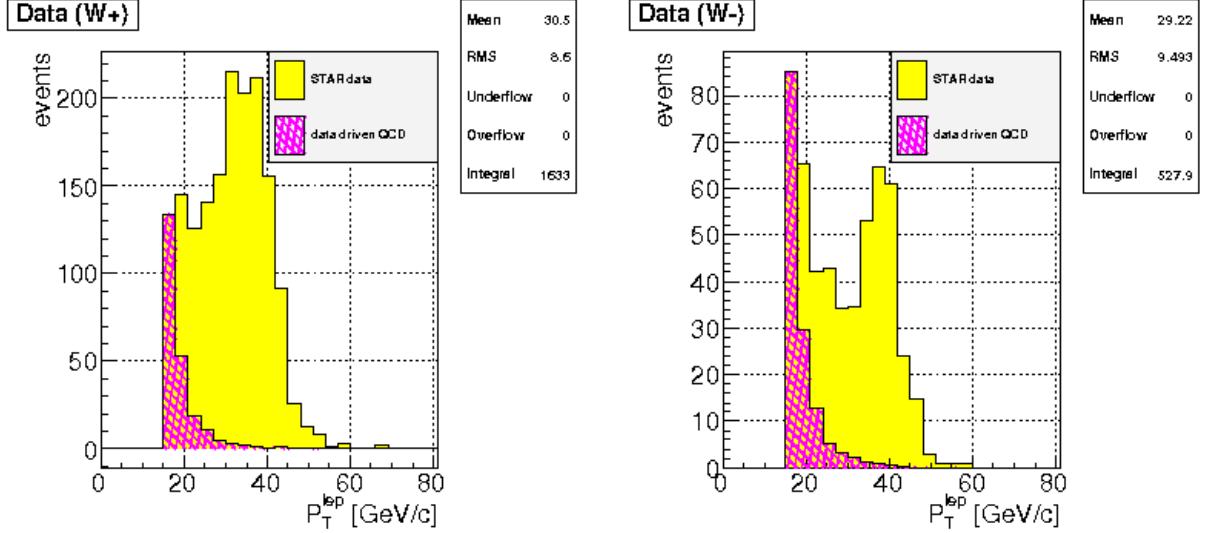 Data (W+)
Mean 30.5
RMS 8.6
Underflow 0
Overflow 0
Integral 1633
events
200
150
100
50
0
STAR data
data driven QCD
0 20 40 60 80
P_T^lep [GeV/c]
Data (W-)
Mean 29.22
RMS 9.493
Underflow 0
Overflow 0
Integral 527.9
events
80
70
60
50
40
30
20
10
0
STAR data
data driven QCD
0 20 40 60 80
P_T^lep [GeV/c]